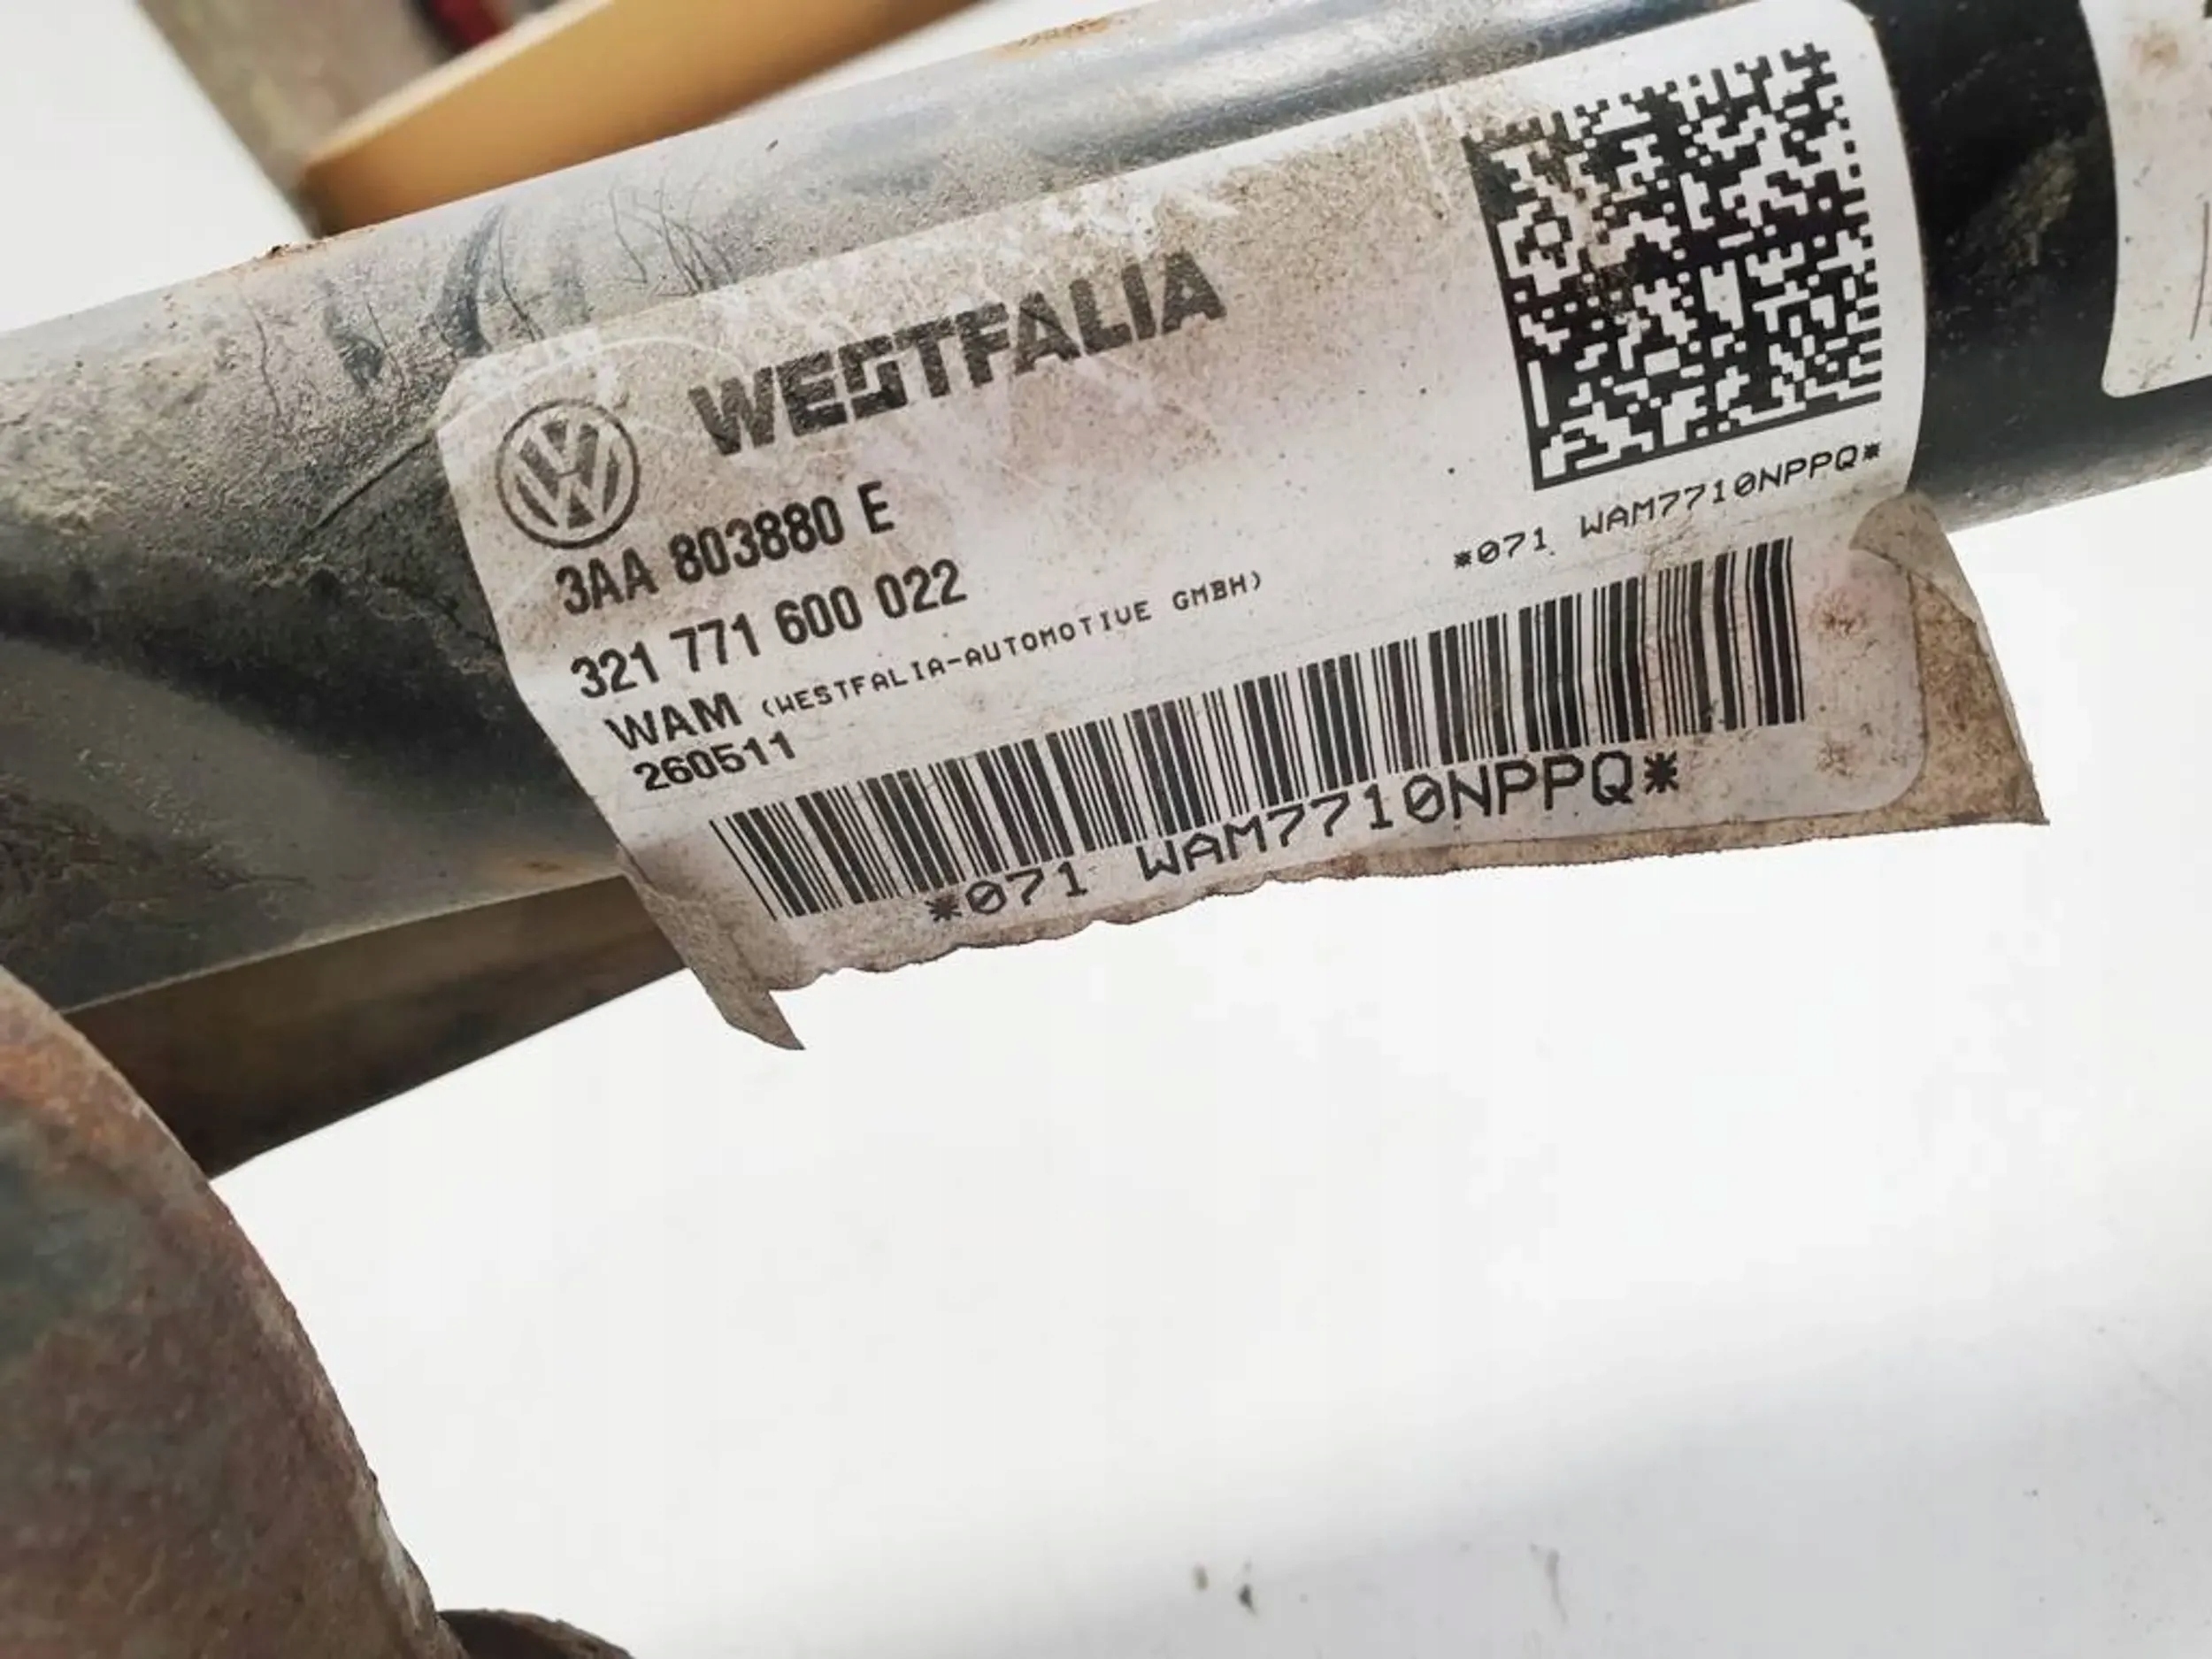 WESTFALIA
3AA 803880 E
321 771 600 022
WAM (WESTFALIA-AUTOMOTIVE GMBH)
260511
*071 WAM7710NPPQ*
*071 WAM7710NPPQ*